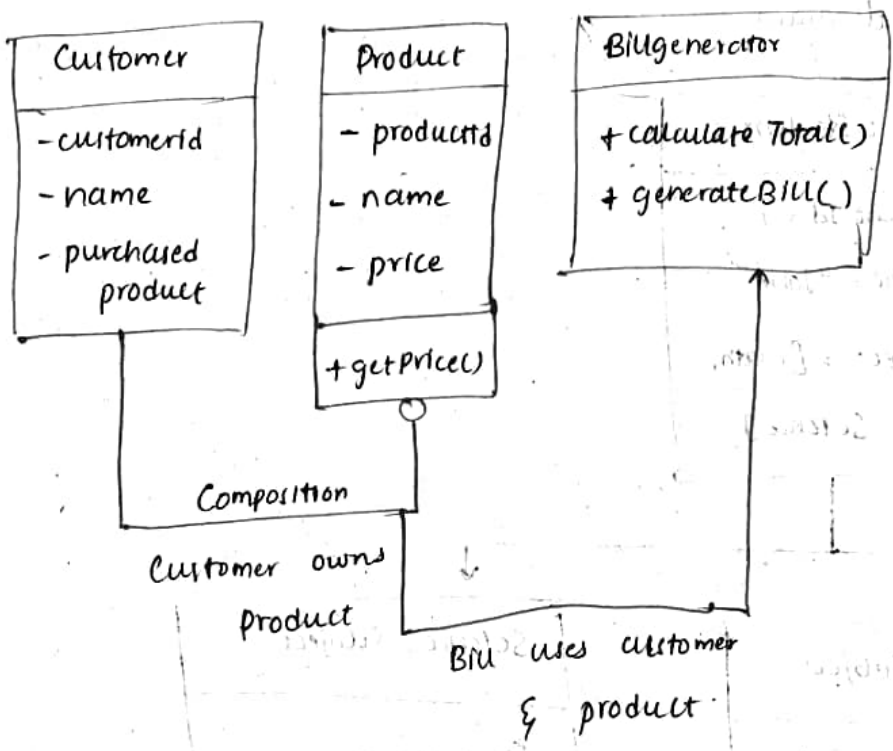 Customer
- customerid
- name
- purchased
product
Product
- productid
- name
- price
+ getprice()
Billgenerator
+ calculate Total()
+ generateBill()
Composition
Customer owns
product
Bill uses customer
& product